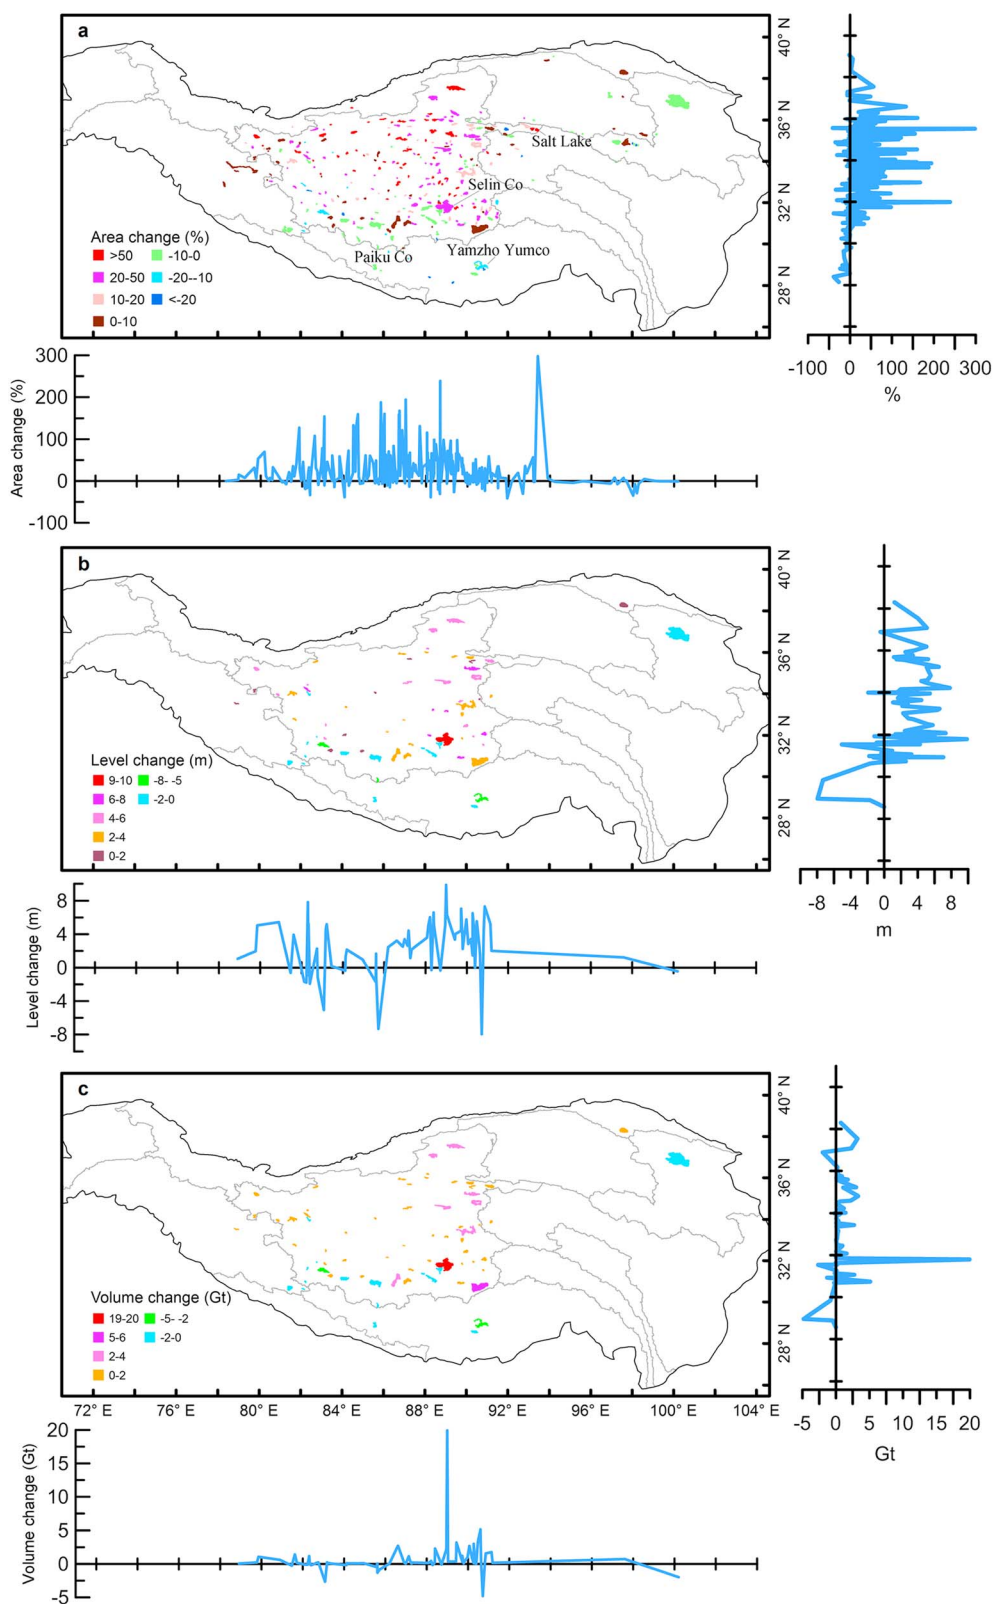 a
40° N
36° N
32° N
28° N
Salt Lake
Selin Co
Paiku Co
Yamzho Yumco
Area change (%)
>50 -10-0
20-50 -20--10
10-20 <-20
0-10
-100 0 100 200 300
%
Area change (%)
300
200
100
0
-100
b
40° N
36° N
32° N
28° N
Level change (m)
9-10 -8- -5
6-8 -2-0
4-6
2-4
0-2
-8 -4 0 4 8
m
Level change (m)
8
4
0
-4
-8
c
40° N
36° N
32° N
28° N
Volume change (Gt)
19-20 -5- -2
5-6 -2-0
2-4
0-2
72° E 76° E 80° E 84° E 88° E 92° E 96° E 100° E 104° E
-5 0 5 10 15 20
Gt
Volume change (Gt)
20
15
10
5
0
-5